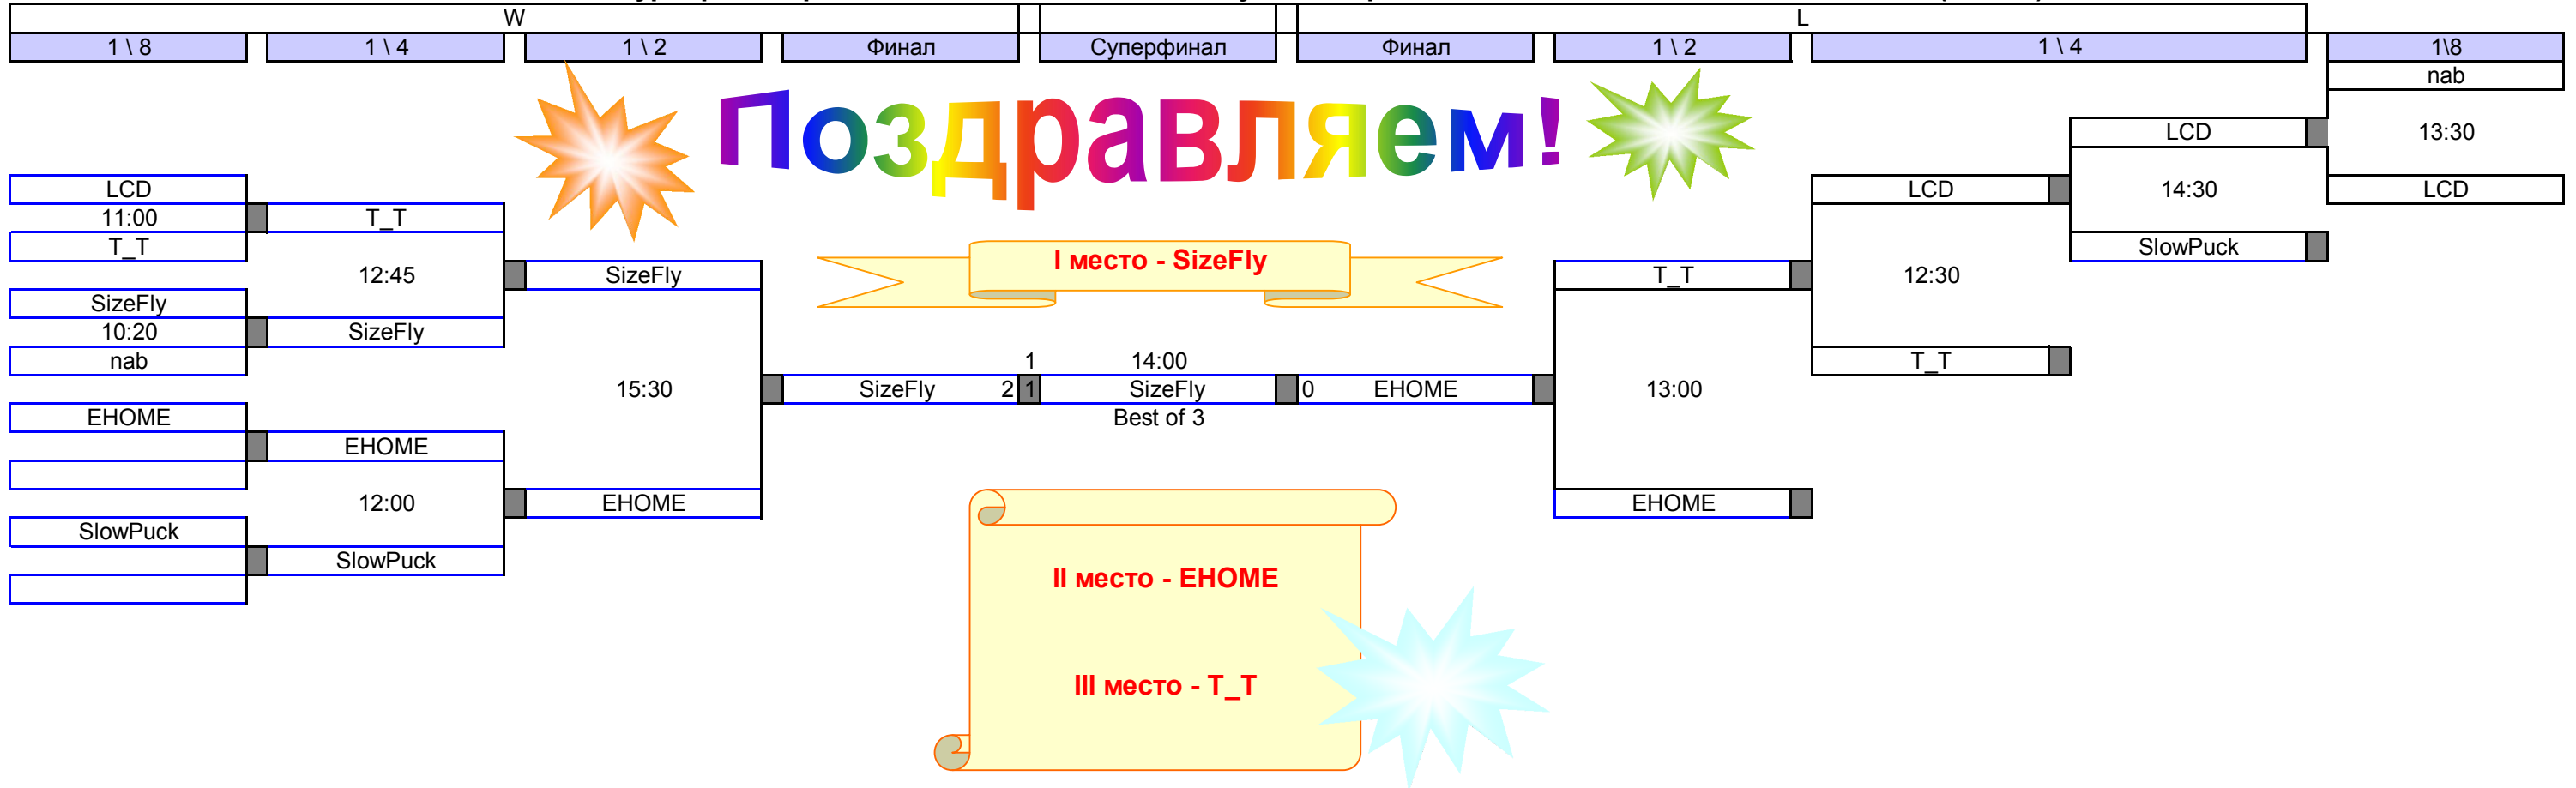 W
L
1 \ 8
1 \ 4
1 \ 2
Финал
Суперфинал
Финал
1 \ 2
1 \ 4
1\8
nab
Поздравляем!
LCD
13:30
LCD
LCD
14:30
LCD
11:00
T_T
T_T
SlowPuck
I место - SizeFly
12:45
SizeFly
T_T
12:30
SizeFly
10:20
SizeFly
nab
1
14:00
T_T
15:30
SizeFly
2
1
SizeFly
0
EHOME
13:00
EHOME
Best of 3
EHOME
12:00
EHOME
EHOME
SlowPuck
SlowPuck
II место - EHOME
III место - T_T